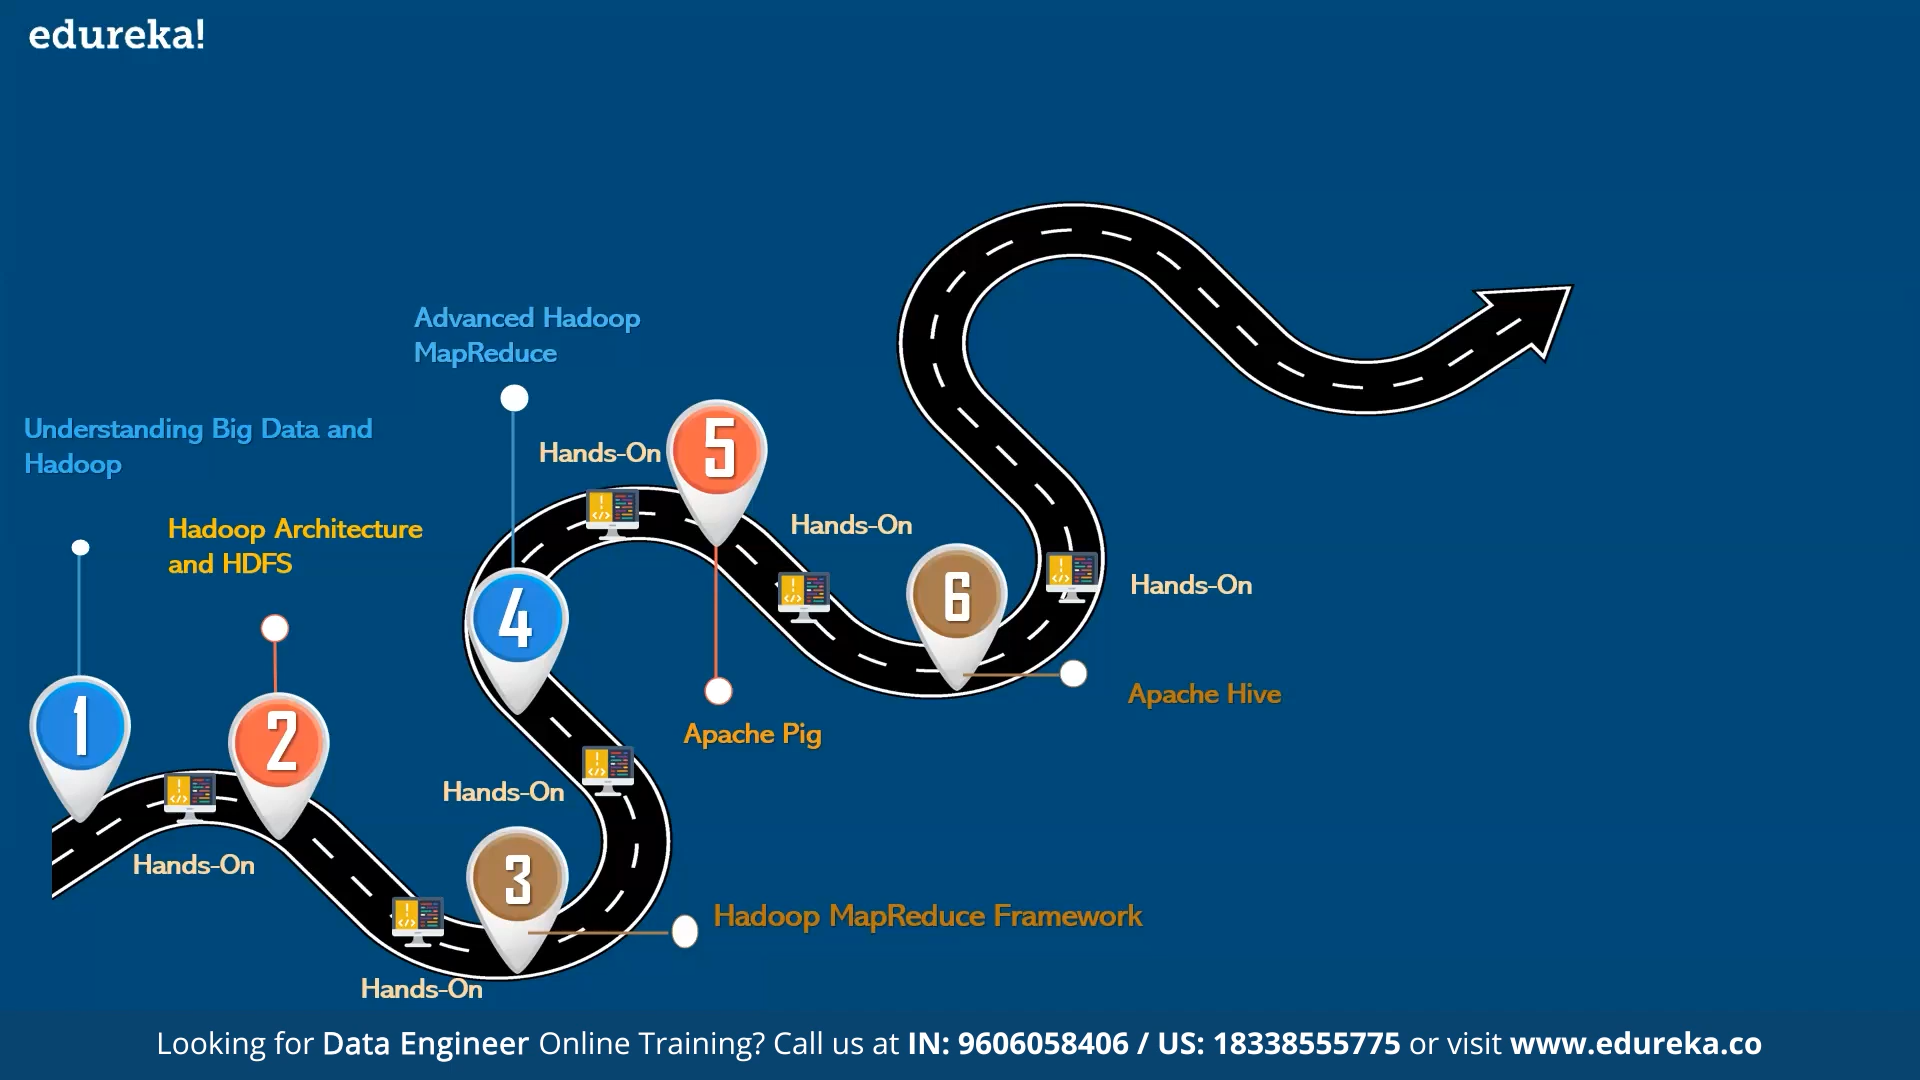 edureka!
Advanced Hadoop
MapReduce
Understanding Big Data and
Hadoop
Hands-On
5
Hadoop Architecture
and HDFS
Hands-On
6
Hands-On
4
Apache Hive
1
2
Apache Pig
Hands-On
Hands-On
3
Hadoop MapReduce Framework
Hands-On
Looking for Data Engineer Online Training? Call us at IN: 9606058406 / US: 18338555775 or visit www.edureka.co